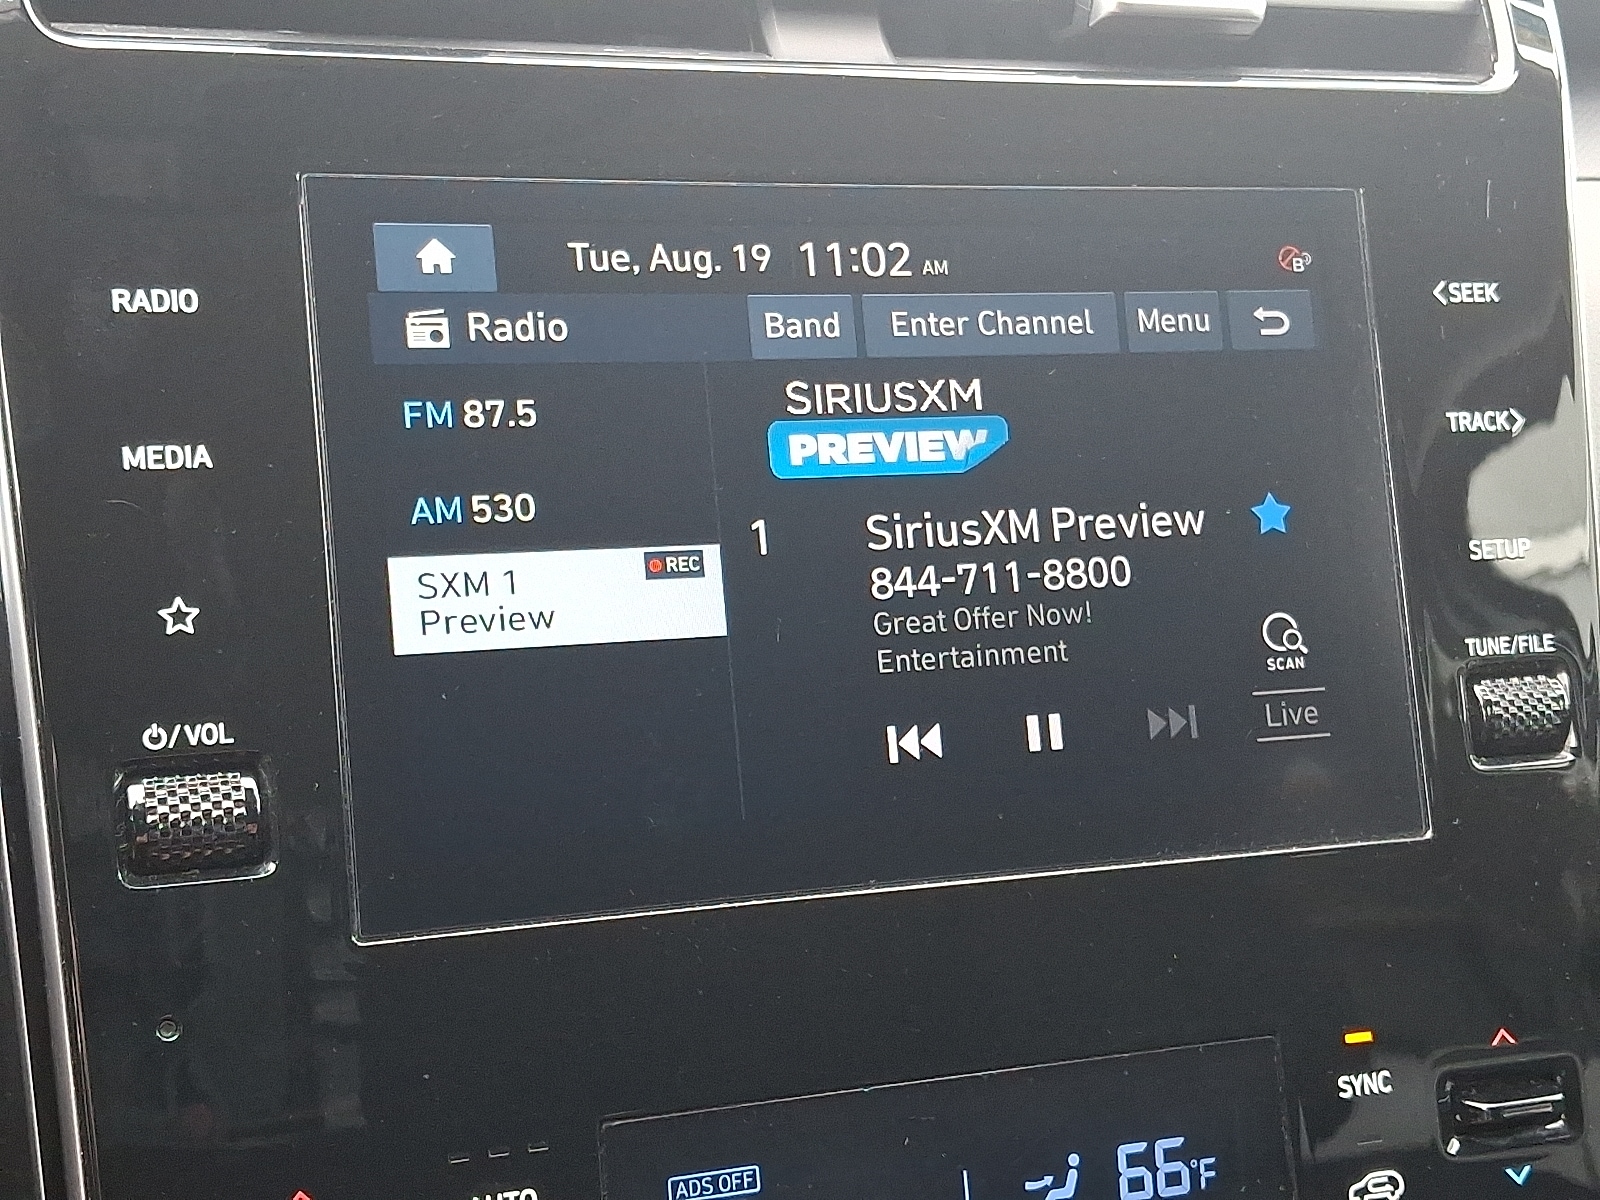 Tue, Aug. 19 11:02 AM
B
RADIO
Radio
Band
Enter Channel
Menu
<SEEK
FM 87.5
SIRIUSXM
PREVIEW
TRACK>
MEDIA
AM 530
1
SiriusXM Preview
844-711-8800
SXM 1
REC
Preview
Great Offer Now!
Entertainment
SETUP
SCAN
TUNE/FILE
Live
/VOL
SYNC
ADS OFF
66°F
AUTO